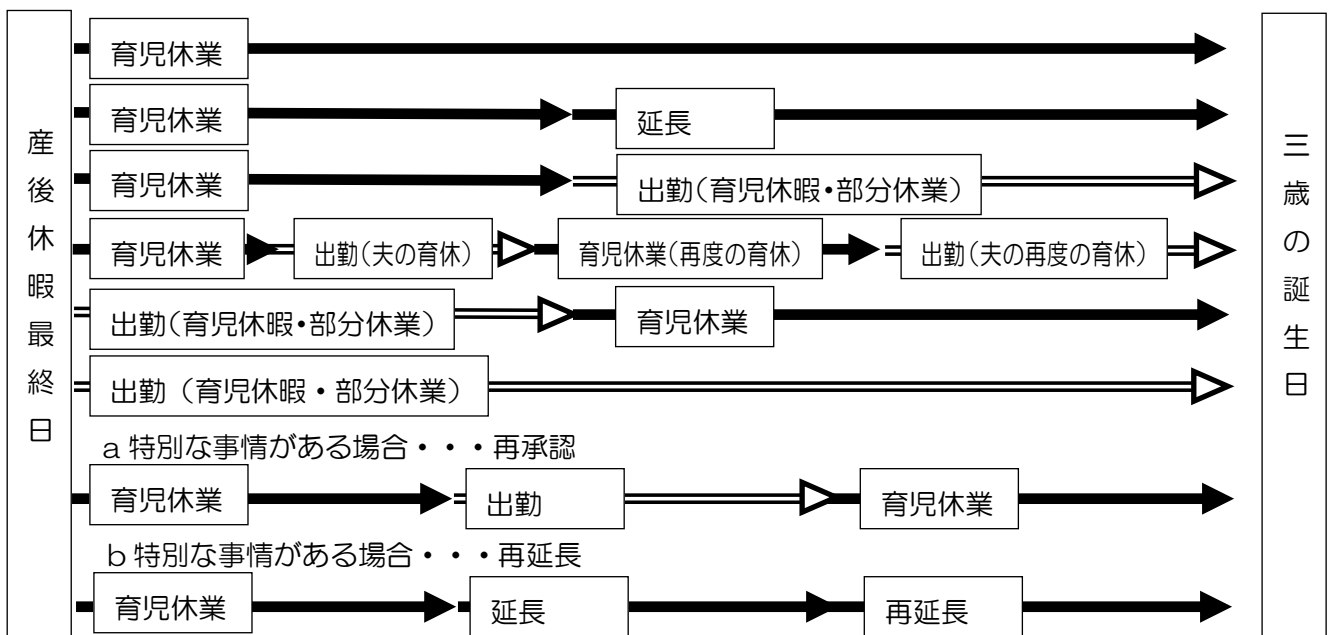 産後休暇最終日
育児休業
育児休業 延長
育児休業 出勤(育児休暇・部分休業)
育児休業 出勤(夫の育休) 育児休業(再度の育休) 出勤(夫の再度の育休)
出勤(育児休暇・部分休業) 育児休業
出勤(育児休暇・部分休業)
a 特別な事情がある場合・・・再承認
育児休業 出勤 育児休業
b 特別な事情がある場合・・・再延長
育児休業 延長 再延長
三歳の誕生日